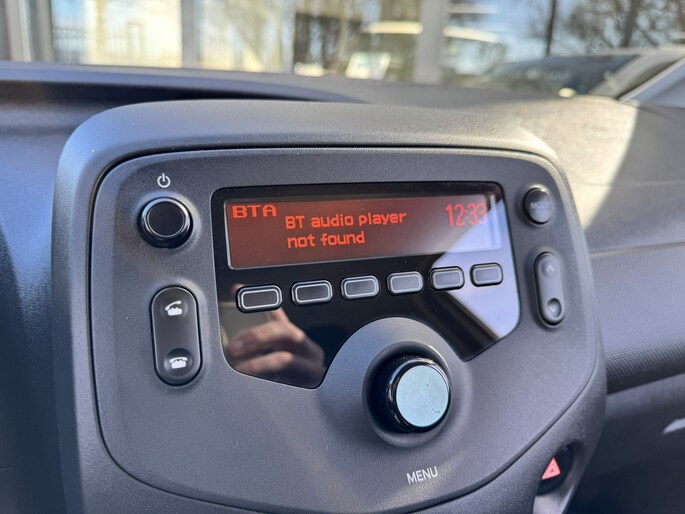 BTA
BT audio player
not found
12:33
MENU